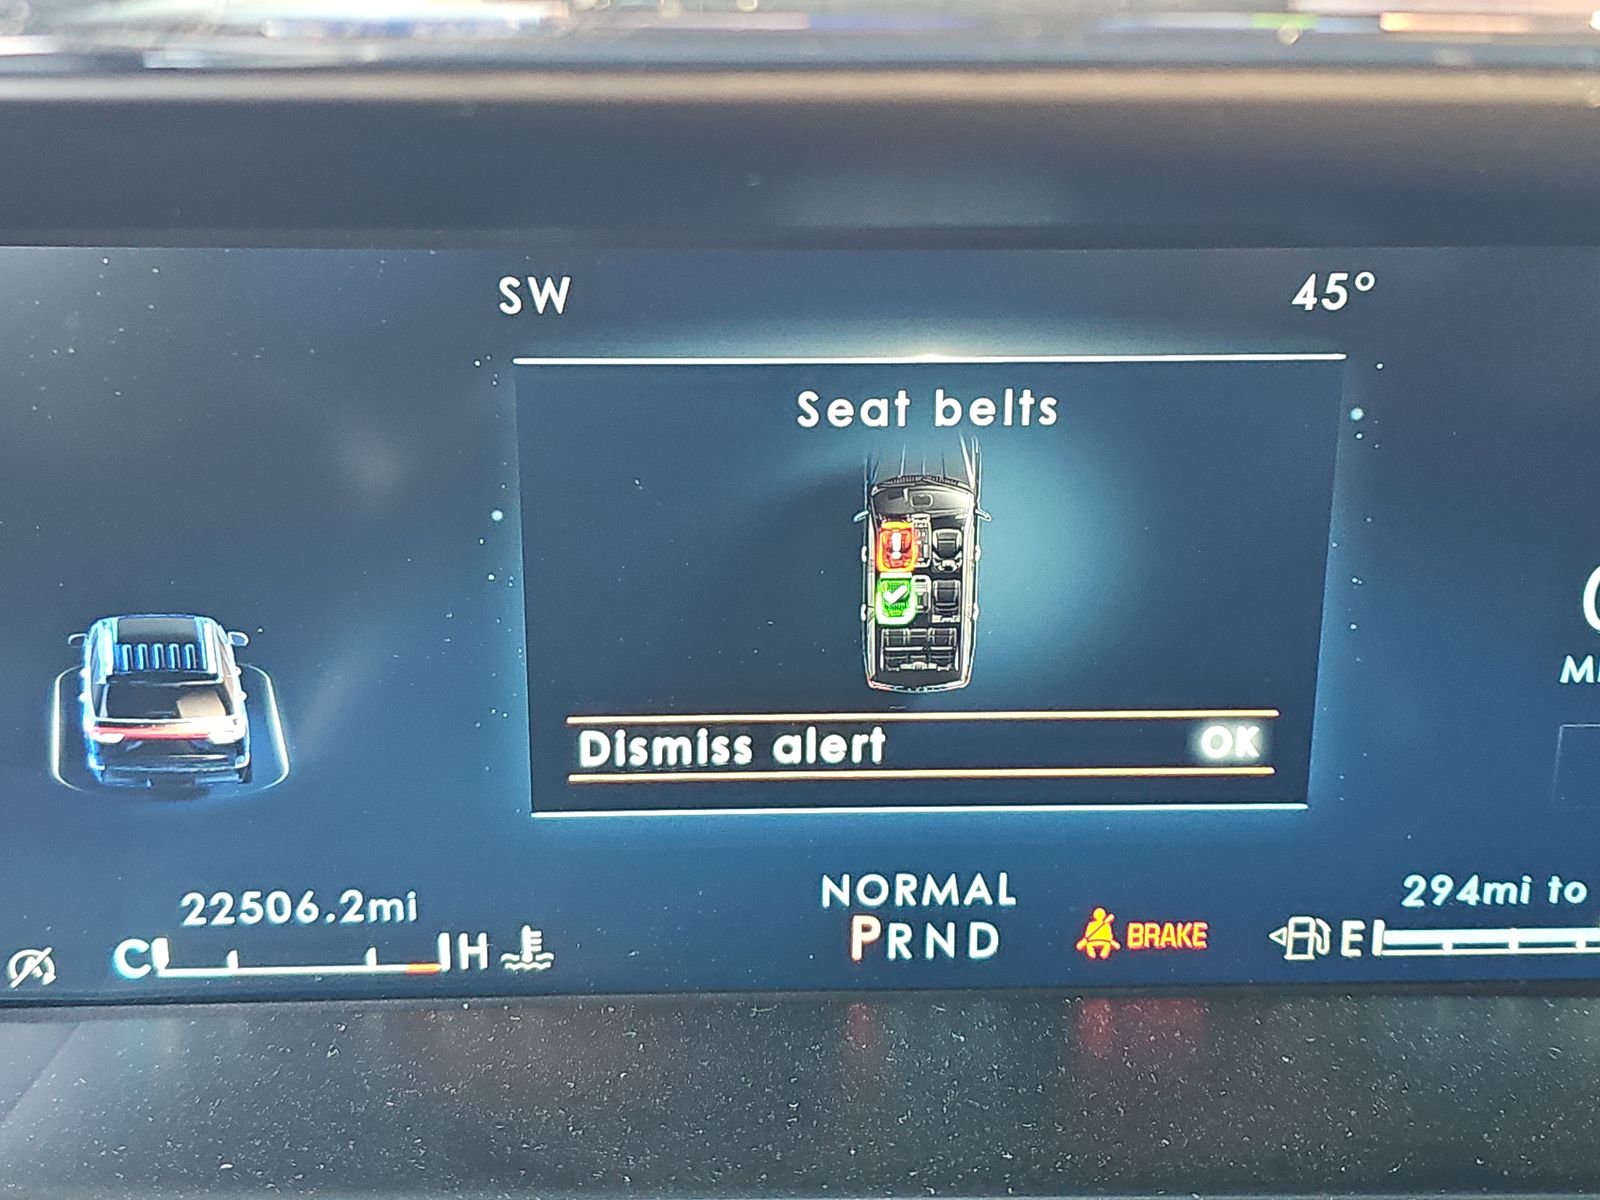 SW 45°
Seat belts
Dismiss alert OK
22506.2mi
NORMAL
294mi to
C H
PRND
BRAKE
E